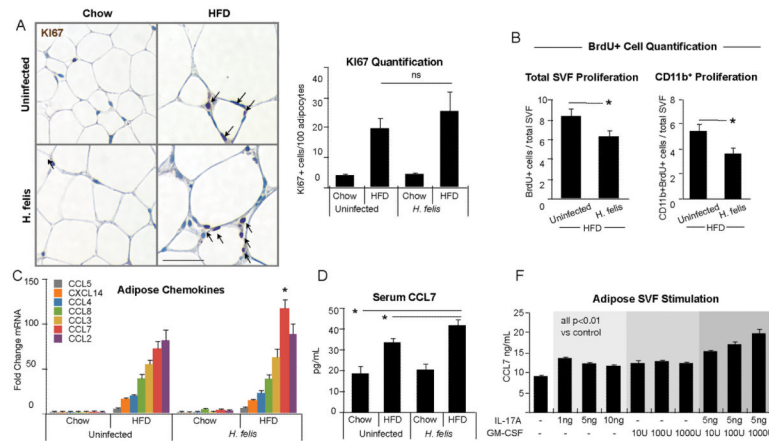 A
Chow
HFD
KI67
Uninfected
H. felis
KI67 Quantification
ns
KI67+ cells/100 adipocytes
40
30
20
10
0
Chow
HFD
Chow
HFD
Uninfected
H. felis
B
BrdU+ Cell Quantification
Total SVF Proliferation
CD11b+ Proliferation
BrdU+ cells / total SVF
10
8
6
4
2
0
*
Uninfected
H. felis
HFD
CD11b+BrdU+ cells / total SVF
8
6
4
2
0
*
Uninfected
H. felis
HFD
C
Adipose Chemokines
Fold Change mRNA
150
100
50
0
CCL5
CXCL14
CCL4
CCL8
CCL3
CCL7
CCL2
*
Chow
HFD
Chow
HFD
Uninfected
H. felis
D
Serum CCL7
pg/mL
60
40
20
0
*
*
Chow
HFD
Chow
HFD
Uninfected
H. felis
F
Adipose SVF Stimulation
all p<0.01
vs control
CCL7 ng/mL
25
20
15
10
5
0
IL-17A - 1ng 5ng 10ng - - - 5ng 5ng 5ng
GM-CSF - - - - 10U 100U 1000U 10U 100U 1000U